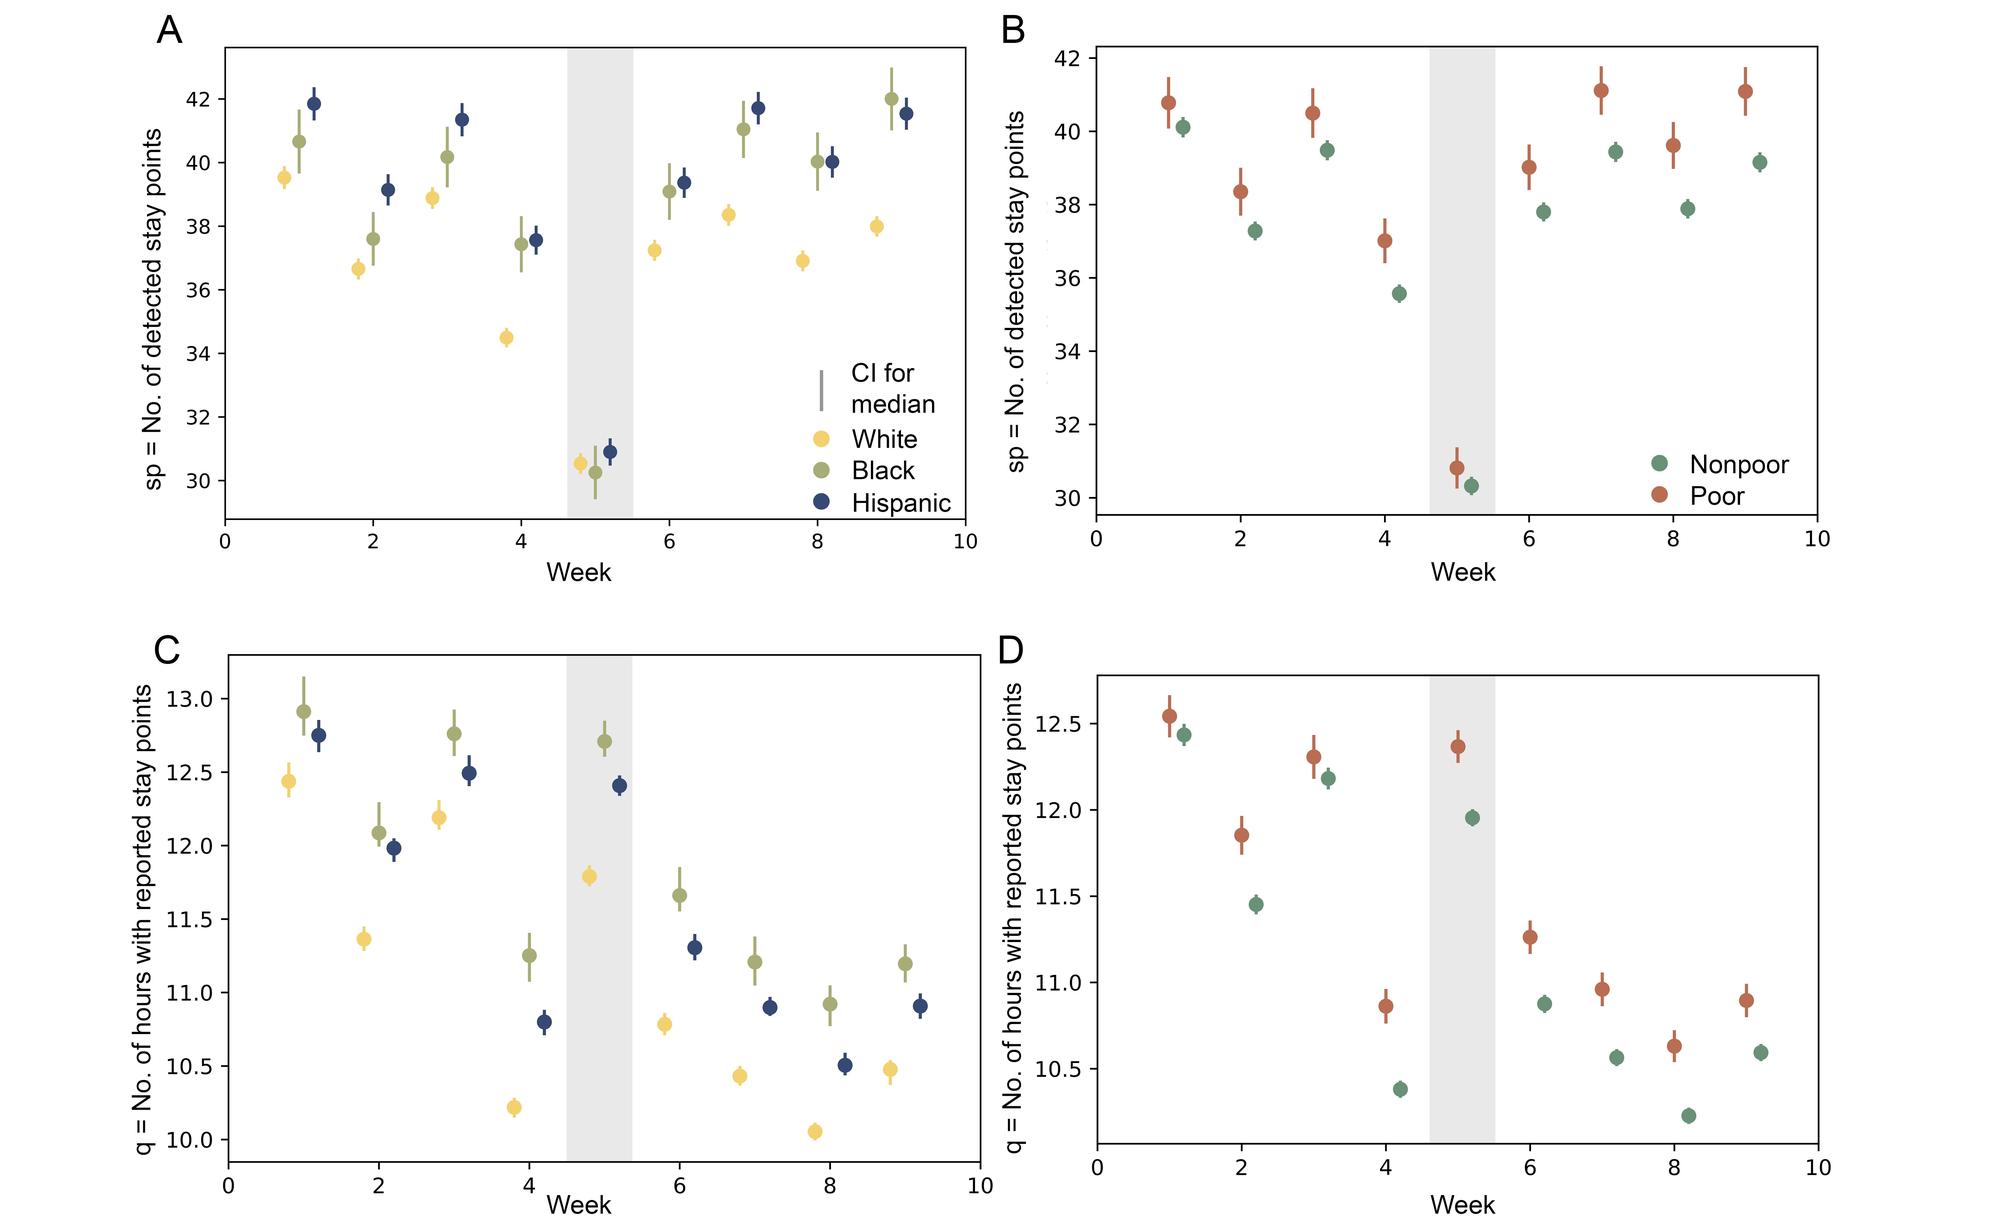 A
sp = No. of detected stay points
42
40
38
36
34
32
30
CI for
median
White
Black
Hispanic
0 2 4 6 8 10
Week
B
sp = No. of detected stay points
42
40
38
36
34
32
30
Nonpoor
Poor
0 2 4 6 8 10
Week
C
q = No. of hours with reported stay points
13.0
12.5
12.0
11.5
11.0
10.5
10.0
0 2 4 6 8 10
Week
D
q = No. of hours with reported stay points
12.5
12.0
11.5
11.0
10.5
0 2 4 6 8 10
Week